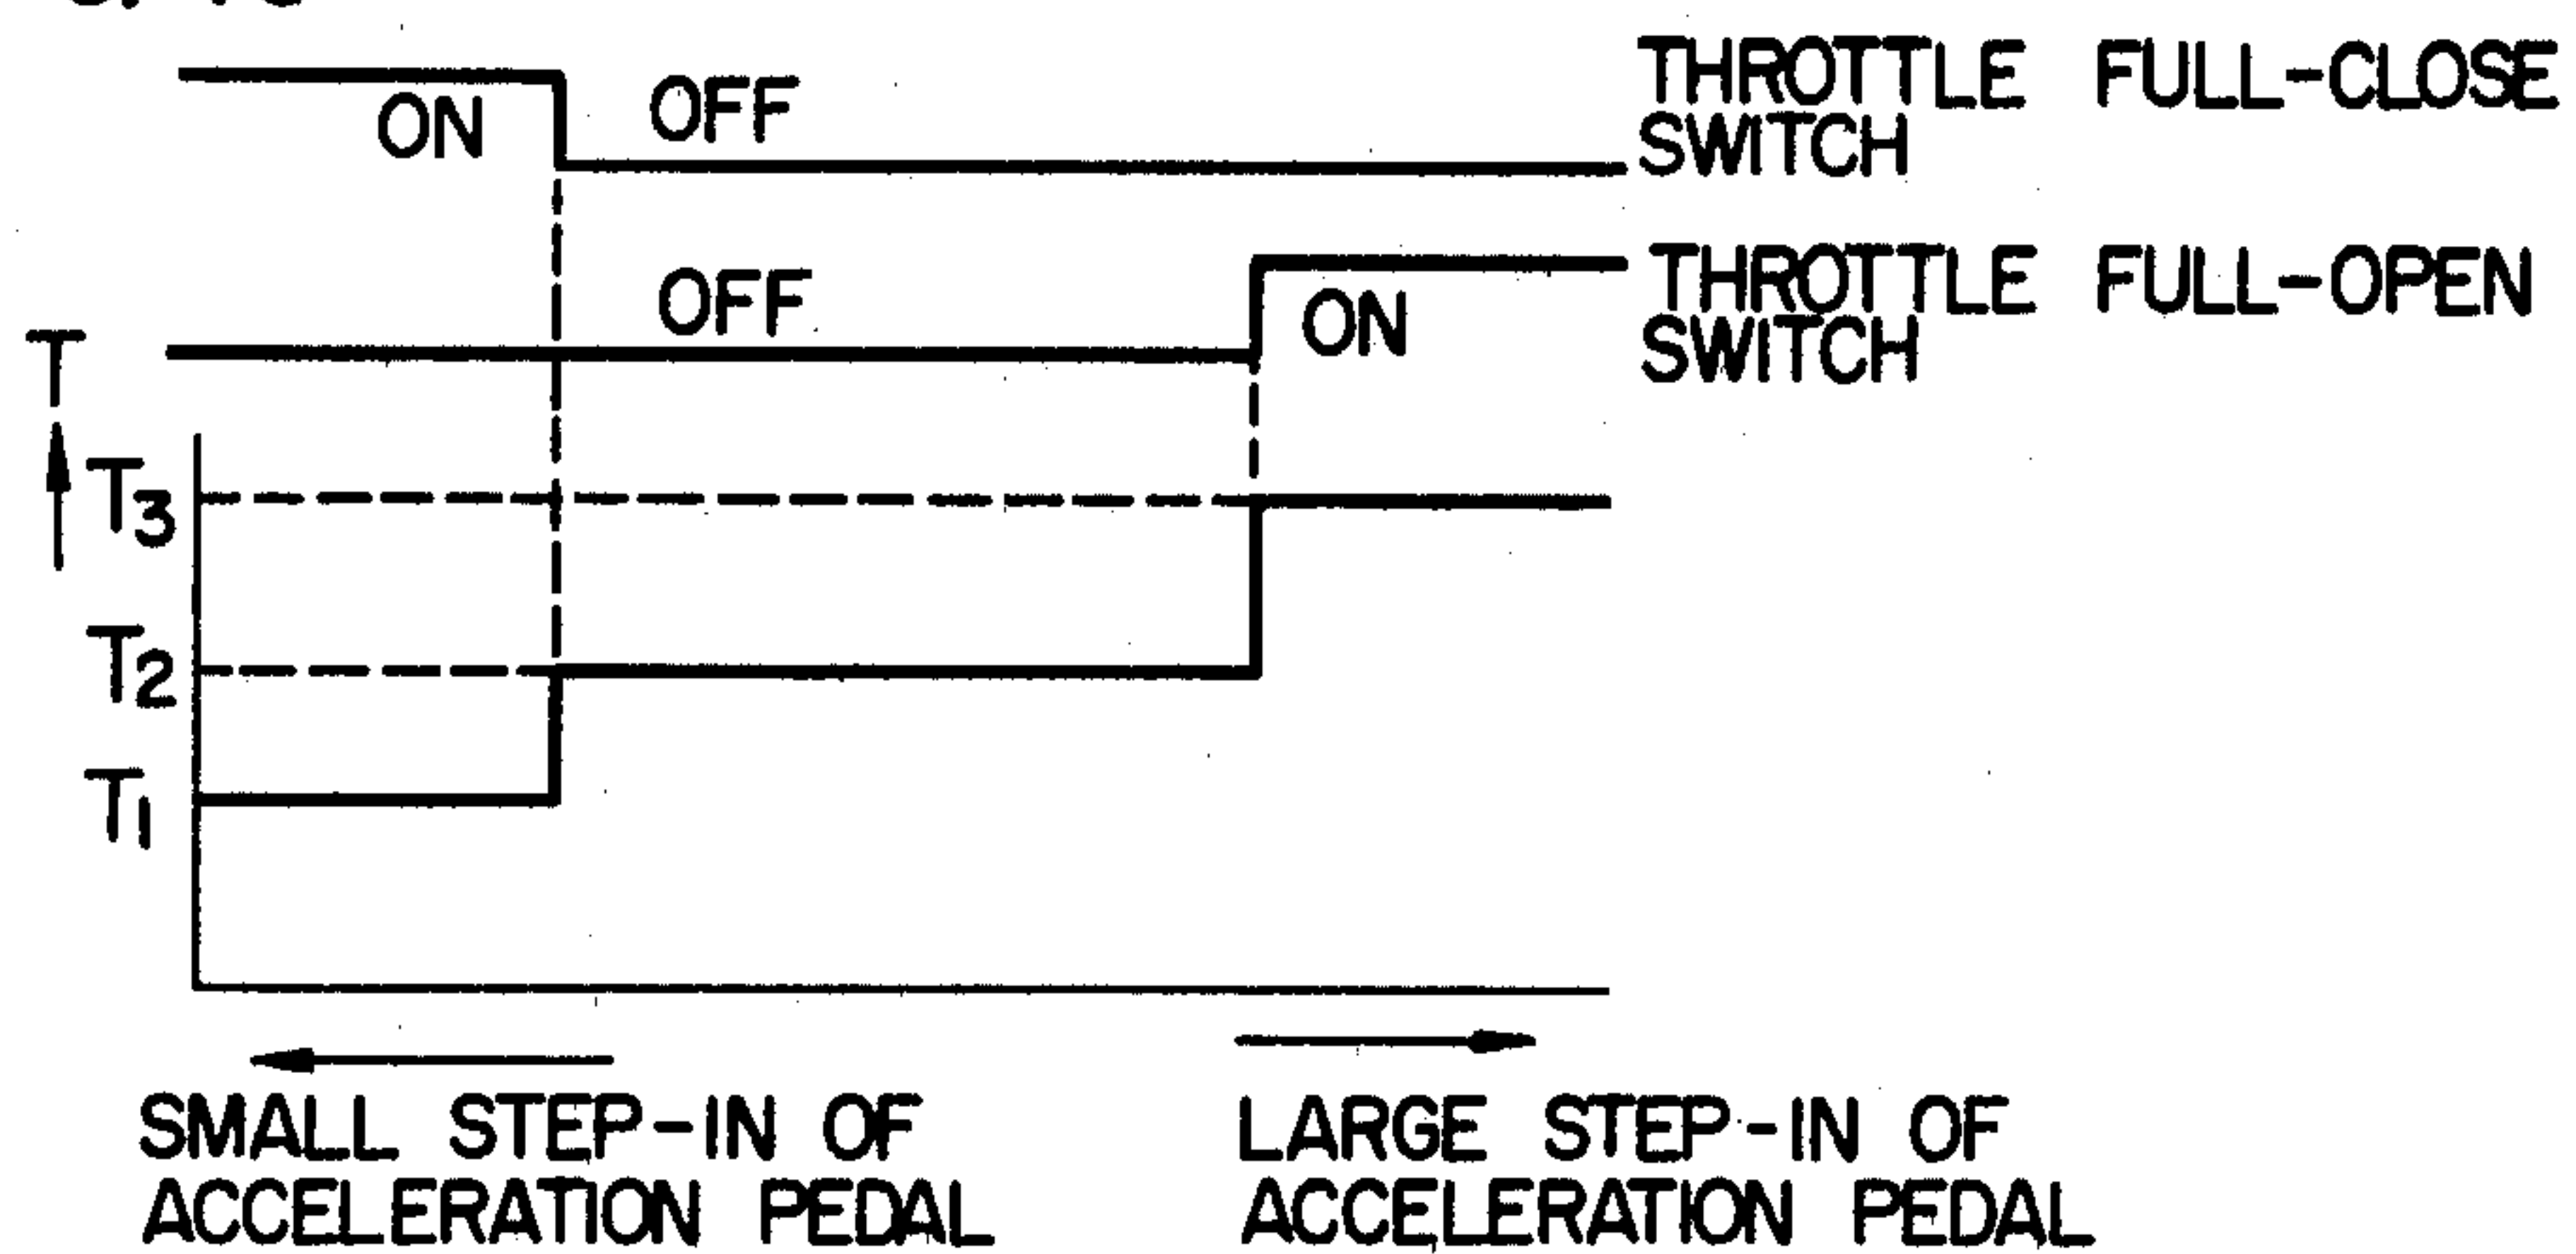 THROTTLE FULL-CLOSE
SWITCH
ON
OFF
THROTTLE FULL-OPEN
SWITCH
OFF
ON
T
T3
T2
T1
SMALL STEP-IN OF
ACCELERATION PEDAL
LARGE STEP-IN OF
ACCELERATION PEDAL